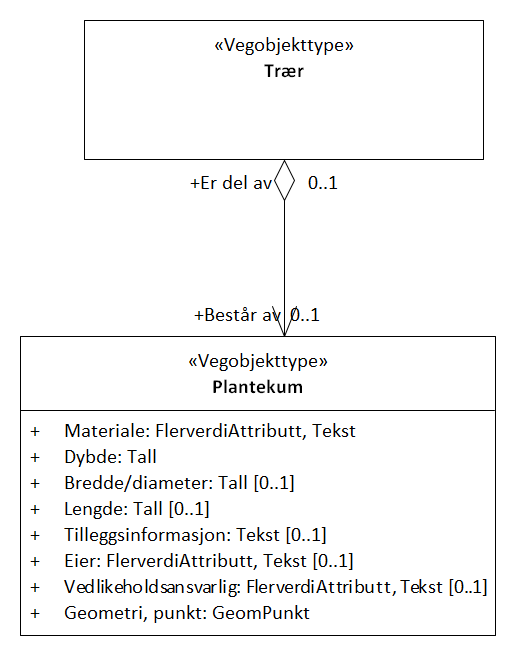 «Vegobjekttype»
Trær
+Er del av 0..1
+Består av 0..1
«Vegobjekttype»
Plantekum
+ Materiale: FlerverdiAttributt, Tekst
+ Dybde: Tall
+ Bredde/diameter: Tall [0..1]
+ Lengde: Tall [0..1]
+ Tilleggsinformasjon: Tekst [0..1]
+ Eier: FlerverdiAttributt, Tekst [0..1]
+ Vedlikeholdsansvarlig: FlerverdiAttributt, Tekst [0..1]
+ Geometri, punkt: GeomPunkt